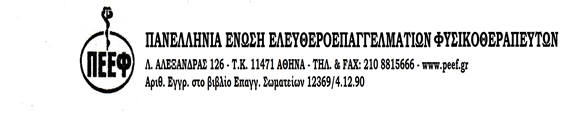 ΠΕΕΦ
ΠΑΝΕΛΛΗΝΙΑ ΕΝΩΣΗ ΕΛΕΥΘΕΡΟΕΠΑΓΓΕΛΜΑΤΙΩΝ ΦΥΣΙΚΟΘΕΡΑΠΕΥΤΩΝ
Λ. ΑΛΕΞΑΝΔΡΑΣ 126 - Τ.Κ. 11471 ΑΘΗΝΑ - ΤΗΛ. & FAX: 210 8815666 - www.peef.gr
Αριθ. Εγγρ. στο βιβλίο Επαγγ. Σωματείων 12369/4.12.90